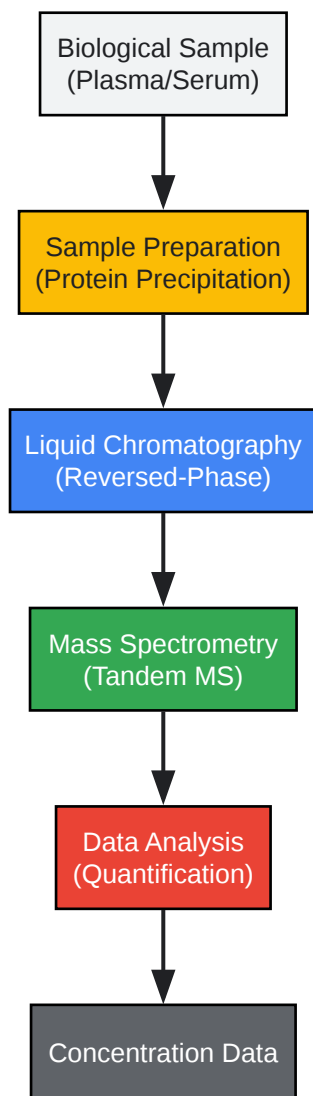 Biological Sample
(Plasma/Serum)
Sample Preparation
(Protein Precipitation)
Liquid Chromatography
(Reversed-Phase)
Mass Spectrometry
(Tandem MS)
Data Analysis
(Quantification)
Concentration Data